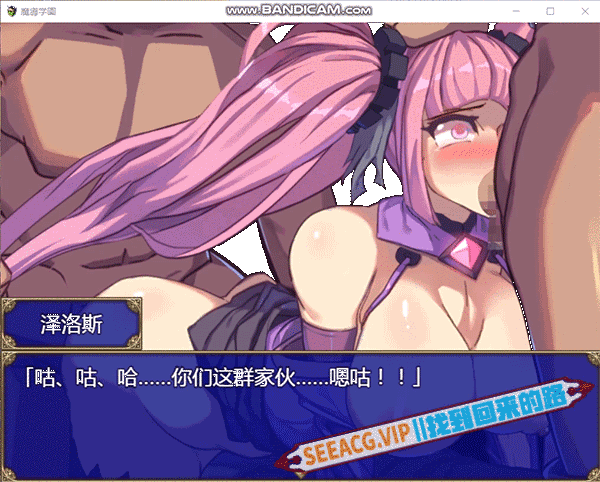 魔海学園
www.BANDICAM.com
澤洛斯
「咕、咕、哈……你们这群家伙……嗯咕！！」
SEEACG.VIP ||找到回来的路